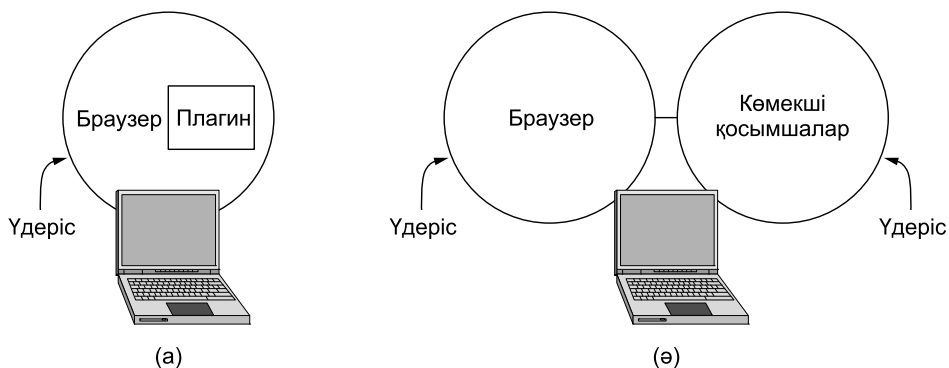 Браузер
Плагин
Үдеріс
(а)
Браузер
Көмекші
қосымшалар
Үдеріс
Үдеріс
(ә)